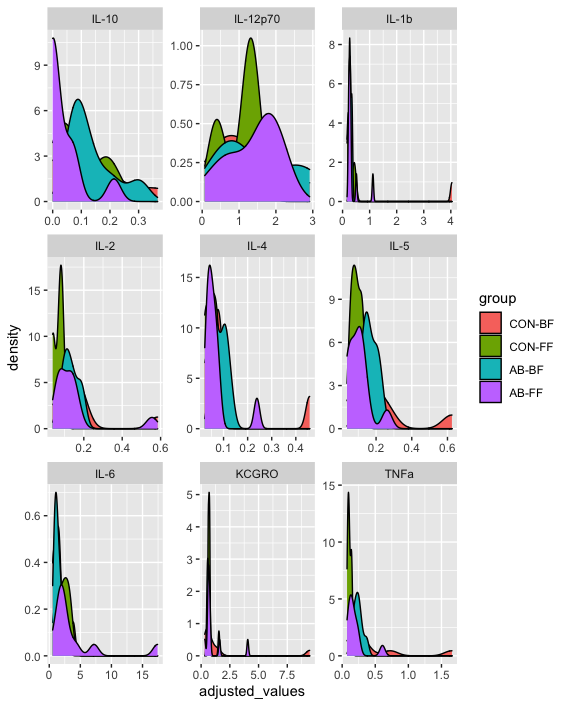 IL-10 IL-12p70 IL-1b
9 6 3 0
1.00 0.75 0.50 0.25 0.00
8 6 4 2 0
0.0 0.1 0.2 0.3
0 1 2 3
0 1 2 3 4
IL-2 IL-4 IL-5
15 10 5 0
15 10 5 0
9 6 3 0
0.2 0.4 0.6
0.1 0.2 0.3 0.4
0.2 0.4 0.6
IL-6 KCGRO TNFa
0.6 0.4 0.2 0.0
5 4 3 2 1 0
15 10 5 0
0 5 10 15
0.0 2.5 5.0 7.5
0.0 0.5 1.0 1.5
density
adjusted_values
group
CON-BF
CON-FF
AB-BF
AB-FF